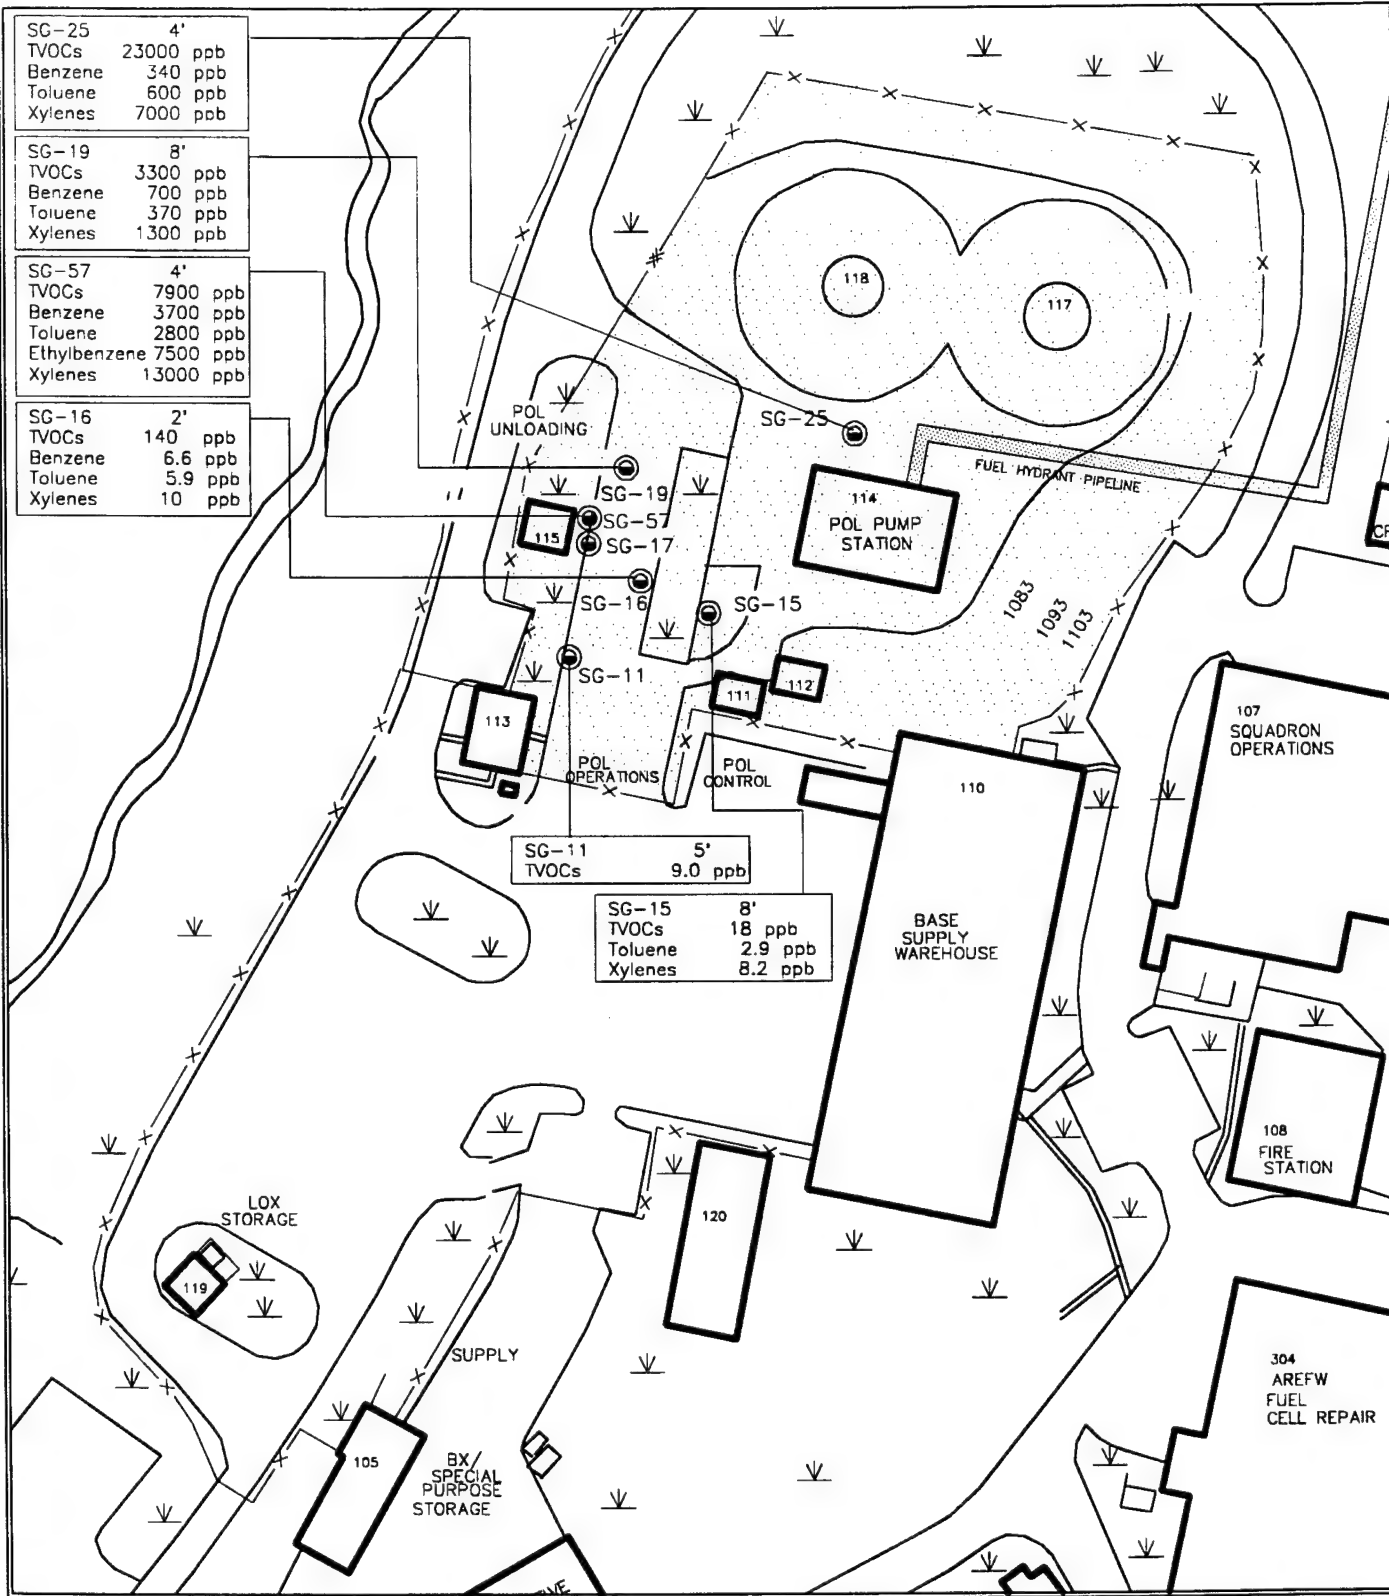 SG-25 4'
TVOCs 23000 ppb
Benzene 340 ppb
Toluene 600 ppb
Xylenes 7000 ppb
SG-19 8'
TVOCs 3300 ppb
Benzene 700 ppb
Toluene 370 ppb
Xylenes 1300 ppb
SG-57 4'
TVOCs 7900 ppb
Benzene 3700 ppb
Toluene 2800 ppb
Ethylbenzene 7500 ppb
Xylenes 13000 ppb
SG-16 2'
TVOCs 140 ppb
Benzene 6.6 ppb
Toluene 5.9 ppb
Xylenes 10 ppb
118
117
POL
UNLOADING
SG-25
SG-19
FUEL HYDRANT PIPELINE
114
POL PUMP
STATION
SG-57
115
SG-17
SG-16
SG-15
1083
1093
1103
SG-11
111
112
113
107
SQUADRON
OPERATIONS
POL
OPERATIONS
POL
CONTROL
110
SG-11 5'
TVOCs 9.0 ppb
SG-15 8'
TVOCs 18 ppb
Toluene 2.9 ppb
Xylenes 8.2 ppb
BASE
SUPPLY
WAREHOUSE
108
FIRE
STATION
LOX
STORAGE
120
119
SUPPLY
304
AREFW
FUEL
CELL REPAIR
105
BX/
SPECIAL
PURPOSE
STORAGE